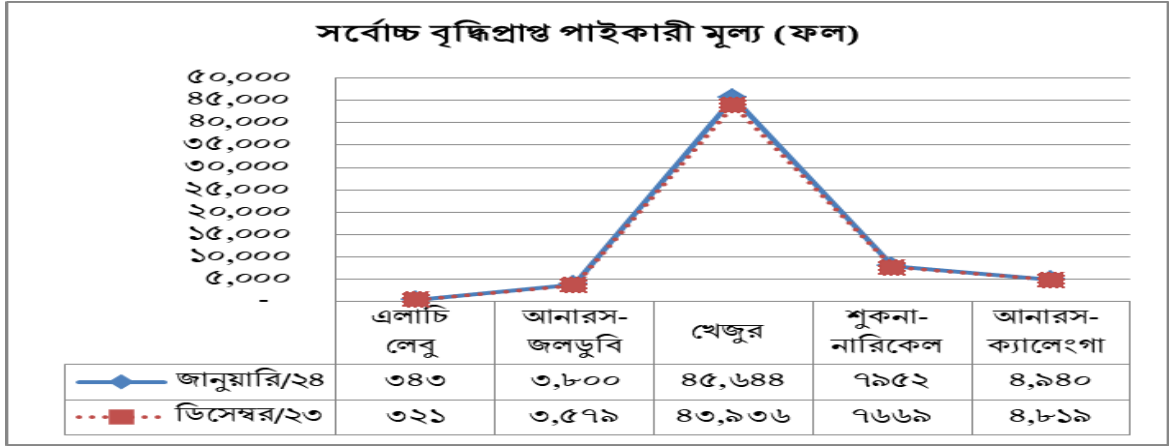 সর্বোচ্চ বৃদ্ধিপ্রাপ্ত পাইকারী মূল্য (ফল)
৫০,০০০
৪৫,০০০
৪০,০০০
৩৫,০০০
৩০,০০০
২৫,০০০
২০,০০০
১৫,০০০
১০,০০০
৫,০০০
-
এলাচি লেবু
আনারস-জলডুবি
খেজুর
শুকনা-নারিকেল
আনারস-ক্যালেংগা
জানুয়ারি/২৪ ৩৪৩ ৩,৮০০ ৪৫,৬৪৪ ৭৯৫২ ৪,৯৪০
ডিসেম্বর/২৩ ৩২১ ৩,৫৭৯ ৪৩,৯৩৬ ৭৬৬৯ ৪,৮১৯